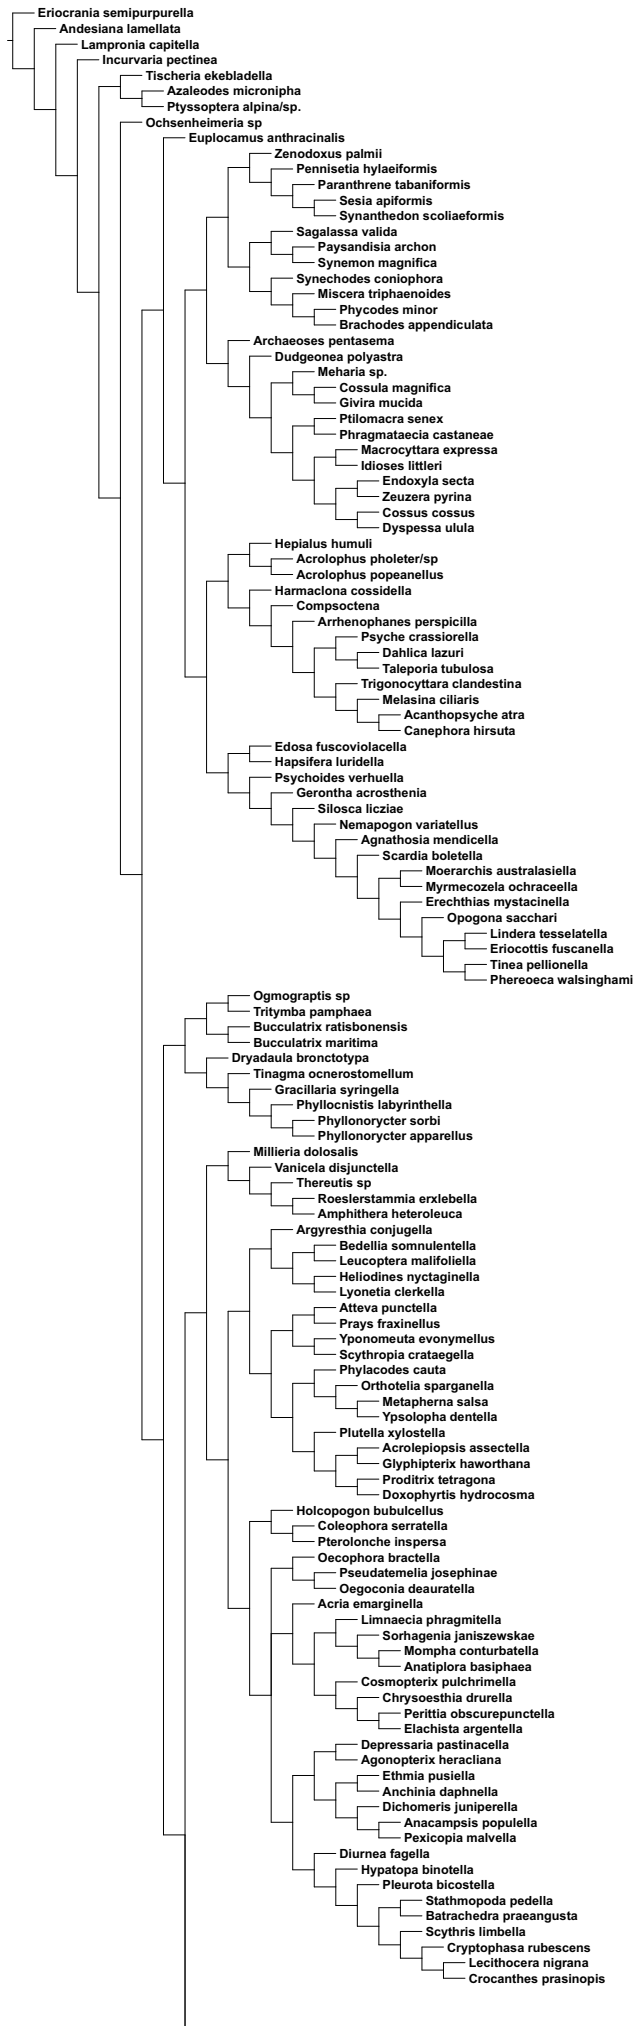 Eriocrania semipurpurella
Andesiana lamellata
Lampronia capitella
Incurvaria pectinea
Tischeria ekebladella
Azaleodes micronipha
Ptyssoptera alpina/sp.
Ochsenheimeria sp
Euplocamus anthracinalis
Zenodoxus palmii
Pennisetia hylaeiformis
Paranthrene tabaniformis
Sesia apiformis
Synanthedon scoliaeformis
Sagalassa valida
Paysandisia archon
Synemon magnifica
Synechodes coniophora
Miscera triphaenoides
Phycodes minor
Brachodes appendiculata
Archaeoses pentasema
Dudgeonea polyastra
Meharia sp.
Cossula magnifica
Givira mucida
Ptilomacra senex
Phragmataecia castaneae
Macrocyttara expressa
Idioses littleri
Endoxyla secta
Zeuzera pyrina
Cossus cossus
Dyspessa ulula
Hepialus humuli
Acrolophus pholeter/sp
Acrolophus popeanellus
Harmaclona cossidella
Compsoctena
Arrhenophanes perspicilla
Psyche crassiorella
Dahlica lazuri
Taleporia tubulosa
Trigonocyttara clandestina
Melasina ciliaris
Acanthopsyche atra
Canephora hirsuta
Edosa fuscoviolacella
Hapsifera luridella
Psychoides verhuella
Gerontha acrosthenia
Silosca licziae
Nemapogon variatellus
Agnathosia mendicella
Scardia boletella
Moerarchis australasiella
Myrmecozela ochraceella
Erechthias mystacinella
Opogona sacchari
Lindera tesselatella
Eriocottis fuscanella
Tinea pellionella
Phereoeca walsinghami
Ogmograptis sp
Tritymba pamphaea
Bucculatrix ratisbonensis
Bucculatrix maritima
Dryadaula bronctotypa
Tinagma ocnerostomellum
Gracillaria syringella
Phyllocnistis labyrinthella
Phyllonorycter sorbi
Phyllonorycter apparellus
Millieria dolosalis
Vanicela disjunctella
Thereutis sp
Roeslerstammia erxlebella
Amphithera heteroleuca
Argyresthia conjugella
Bedellia somnulentella
Leucoptera malifoliella
Heliodines nyctaginella
Lyonetia clerkella
Atteva punctella
Prays fraxinellus
Yponomeuta evonymellus
Scythropia crataegella
Phylacodes cauta
Orthotelia sparganella
Metapherna salsa
Ypsolopha dentella
Plutella xylostella
Acrolepiopsis assectella
Glyphipterix haworthana
Proditrix tetragona
Doxophyrtis hydrocosma
Holcopogon bubulcellus
Coleophora serratella
Pterolonche inspersa
Oecophora bractella
Pseudatemelia josephinae
Oegoconia deauratella
Acria emarginella
Limnaecia phragmitella
Sorhagenia janiszewskae
Mompha conturbatella
Anatiplora basiphaea
Cosmopterix pulchrimella
Chrysoesthia drurella
Perittia obscurepunctella
Elachista argentella
Depressaria pastinacella
Agonopterix heracliana
Ethmia pusiella
Anchinia daphnella
Dichomeris juniperella
Anacampsis populella
Pexicopia malvella
Diurnea fagella
Hypatopa binotella
Pleurota bicostella
Stathmopoda pedella
Batrachedra praeangusta
Scythris limbella
Cryptophasa rubescens
Lecithocera nigrana
Crocanthes prasinopis